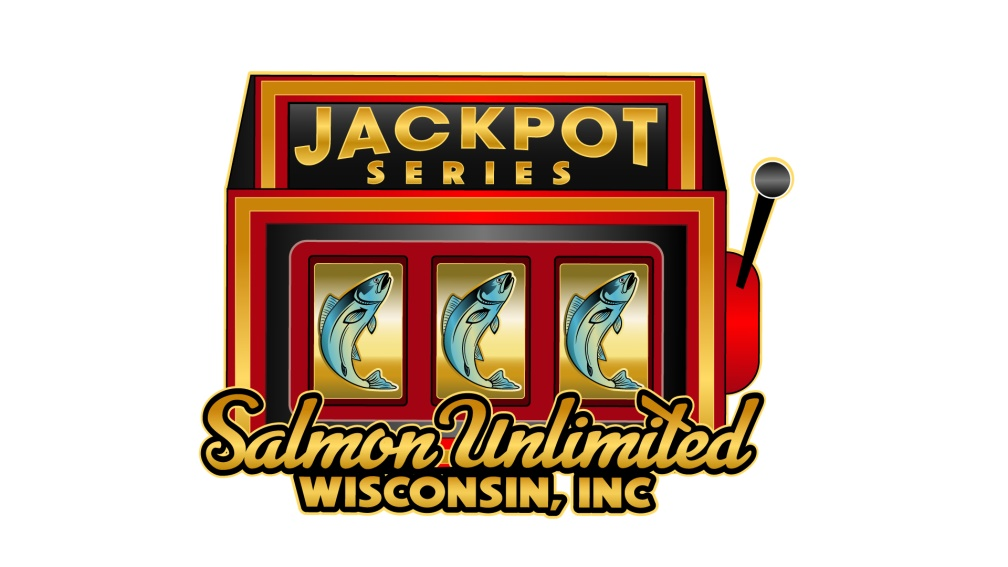 JACKPOT
SERIES
Salmon Unlimited
WISCONSIN, INC